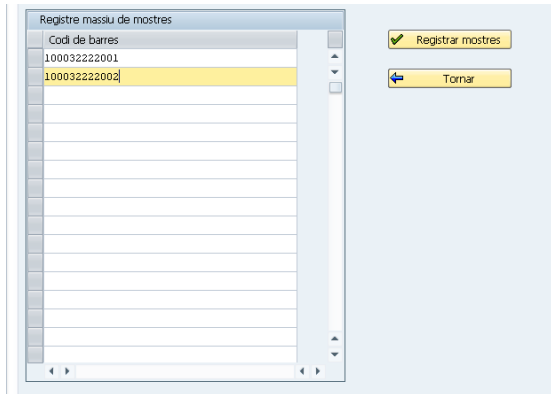 Registre massiu de mostres
Codi de barres
100032222001
100032222002
Registrar mostres
Tornar